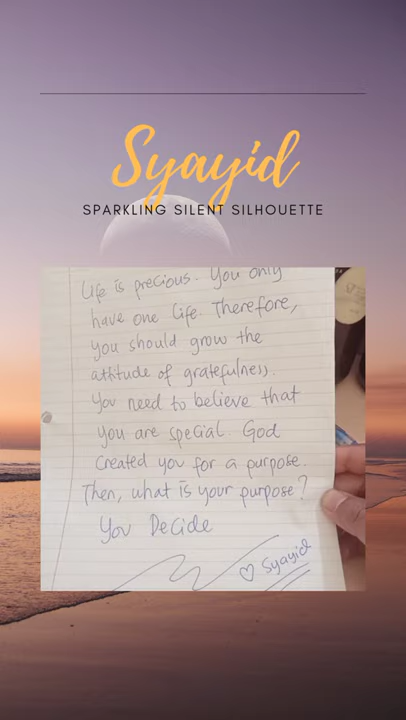 Syayid
SPARKLING SILENT SILHOUETTE
Life is precious. You only
have one life. Therefore,
you should grow the
attitude of gratefulness.
You need to believe that
you are special. God
created you for a purpose.
Then, what is your purpose?
You Decide
♡ Syayid